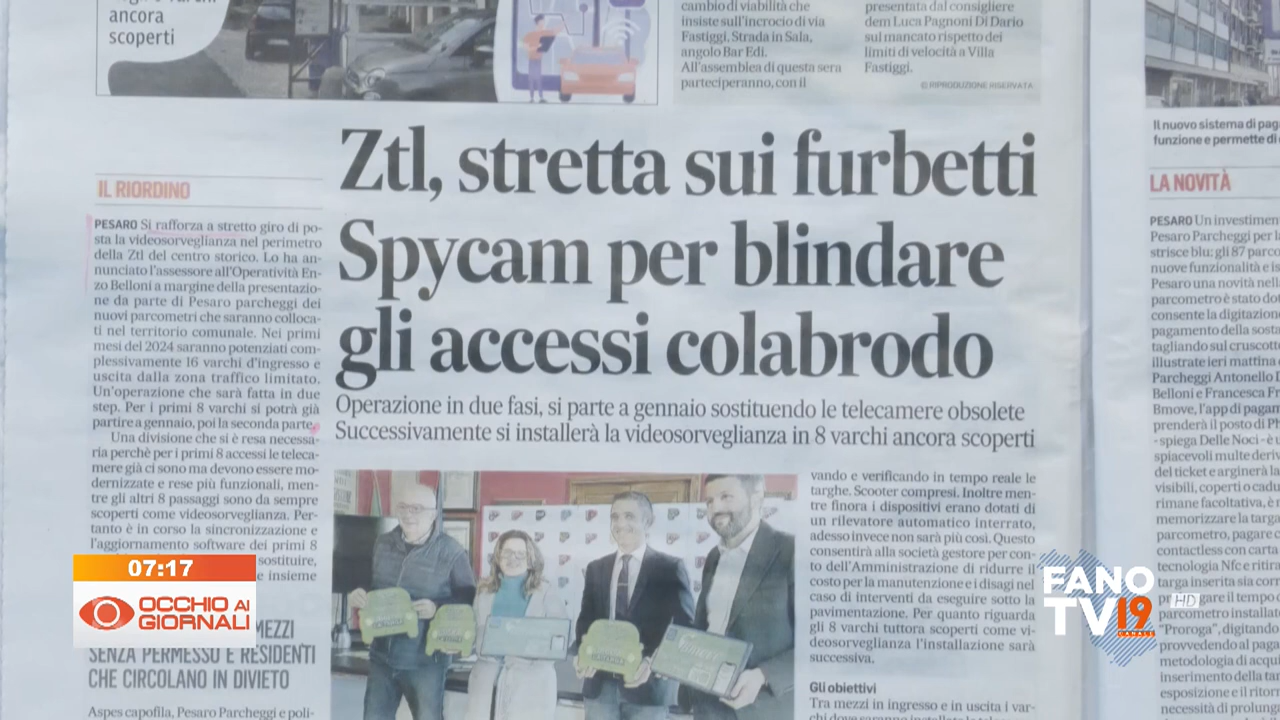 ancora
scoperti
cambio di viabilità che
insiste sull'incrocio di via
Fastiggi, Strada in Sala,
angolo Bar Edi.
All'assemblea di questa sera
parteciperanno, con il
presentata dal consigliere
dem Luca Pagnoni Di Dario
sul mancato rispetto dei
limiti di velocità a Villa
Fastiggi.
© RIPRODUZIONE RISERVATA
Ztl, stretta sui furbetti
Spycam per blindare
gli accessi colabrodo
Operazione in due fasi, si parte a gennaio sostituendo le telecamere obsolete
Successivamente si installerà la videosorveglianza in 8 varchi ancora scoperti
IL RIORDINO
PESARO Si rafforza a stretto giro di po-
sta la videosorveglianza nel perimetro
della Ztl del centro storico. Lo ha an-
nunciato l'assessore all'Operatività En-
zo Belloni a margine della presentazio-
ne da parte di Pesaro parcheggi dei
nuovi parcometri che saranno colloca-
ti nel territorio comunale. Nei primi
mesi del 2024 saranno potenziati com-
plessivamente 16 varchi d'ingresso e
uscita dalla zona traffico limitato.
Un'operazione che sarà fatta in due
step. Per i primi 8 varchi si potrà già
partire a gennaio, poi la seconda parte.
Una divisione che si è resa necessa-
ria perchè per i primi 8 accessi le teleca-
mere già ci sono ma devono essere mo-
dernizzate e rese più funzionali, men-
tre gli altri 8 passaggi sono da sempre
scoperti come videosorveglianza. Per-
tanto è in corso la sincronizzazione e
l'aggiornamento software dei primi 8
sostituire,
e insieme
MEZZI
SENZA PERMESSO E RESIDENTI
CHE CIRCOLANO IN DIVIETO
Aspes capofila, Pesaro Parcheggi e poli-
vando e verificando in tempo reale le
targhe. Scooter compresi. Inoltre men-
tre finora i dispositivi erano dotati di
un rilevatore automatico interrato,
adesso invece non sarà più così. Questo
consentirà alla società gestore per con-
to dell'Amministrazione di ridurre il
costo per la manutenzione e i disagi nel
caso di interventi da eseguire sotto la
pavimentazione. Per quanto riguarda
gli 8 varchi tuttora scoperti come vi-
deosorveglianza l'installazione sarà
successiva.
Gli obiettivi
Tra mezzi in ingresso e in uscita i var-
Il nuovo sistema di pag
funzione e permette di
LA NOVITÀ
PESARO Un investimen
Pesaro Parcheggi per la
strisce blu: gli 87 parco
nuove funzionalità e is
Pesaro una novità nell
parcometro è stato do
consente la digitazion
pagamento della sosta
tagliando sul cruscotto
illustrate ieri mattina
Parcheggi Antonello D
Belloni e Francesca Fr
Bmove, l'app di pagam
prenderà il posto di Ph
- spiega Delle Noci - è t
spiacevoli multe deriv
del ticket e arginerà la
visibili, coperti o cadu
rimane facoltativa, è n
memorizzare la targa
parcometro, pagare c
contactless con carta
tecnologia Nfc e ritira
targa inserita sia corr
gare il tempo
parcometro installat
"Proroga", digitando
provvedendo al paga
metodologia di acqui
inserimento della tar
esposizione e il ritorn
necessità di prolunga
07:17
OCCHIO AI
GIORNALI
FANO
TV 19
CANALE
HD